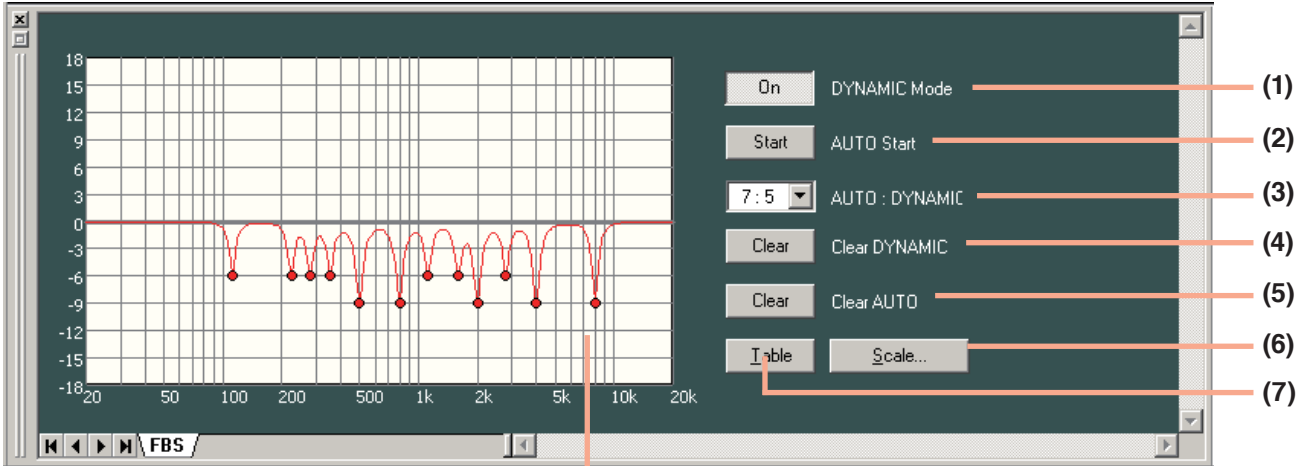 18
15
12
9
6
3
0
-3
-6
-9
-12
-15
-18
20 50 100 200 500 1k 2k 5k 10k 20k
On DYNAMIC Mode (1)
Start AUTO Start (2)
7 : 5 AUTO : DYNAMIC (3)
Clear Clear DYNAMIC (4)
Clear Clear AUTO (5)
Table Scale... (6)
(7)
FBS